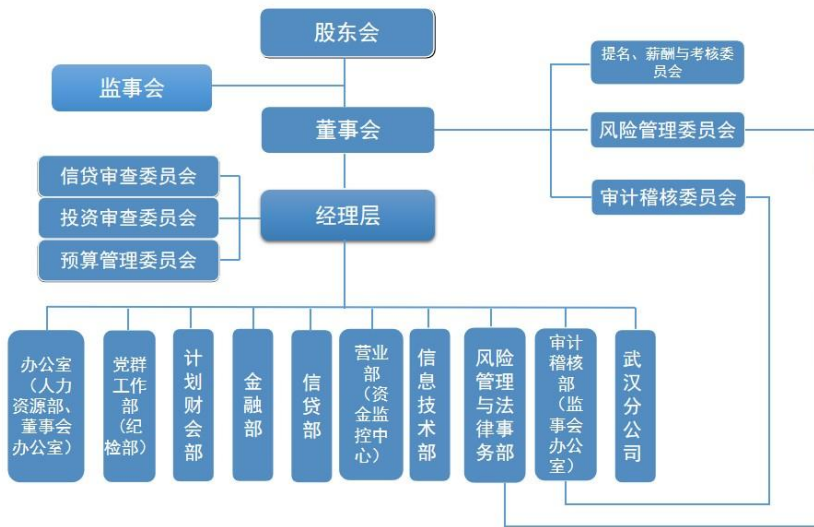 股东会
监事会
提名、薪酬与考核委
员会
董事会
风险管理委员会
信贷审查委员会
投资审查委员会
预算管理委员会
经理层
审计稽核委员会
办公室
（人力
资源部、
董事会
办公室）
党群
工作
部
（纪
检部）
计
划
财
会
部
金
融
部
信
贷
部
营业
部
（资
金监
控中
心）
信
息
技
术
部
风险
管理
与法
律事
务部
审计
稽核
部
（监
事会
办公
室）
武
汉
分
公
司